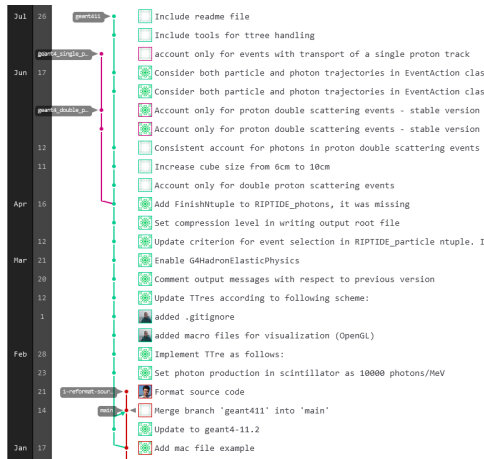 Jul 26 geant411 Include readme file
Include tools for ttree handling
geant4_single_p… account only for events with transport of a single proton track
Jun 17 Consider both particle and photon trajectories in EventAction clas
Consider both particle and photon trajectories in EventAction clas
geant4_double_p… Account only for proton double scattering events - stable version
Account only for proton double scattering events - stable version
12 Consistent account for photons in proton double scattering events
11 Increase cube size from 6cm to 10cm
Account only for double proton scattering events
Apr 16 Add FinishNtuple to RIPTIDE_photons, it was missing
Set compression level in writing output root file
12 Update criterion for event selection in RIPTIDE_particle ntuple. I
Mar 21 Enable G4HadronElasticPhysics
20 Comment output messages with respect to previous version
12 Update TTres according to following scheme:
1 added .gitignore
added macro files for visualization (OpenGL)
Feb 28 Implement TTre as follows:
23 Set photon production in scintillator as 10000 photons/MeV
21 1-reformat-sour… Format source code
14 main Merge branch 'geant411' into 'main'
Update to geant4-11.2
Jan 17 Add mac file example